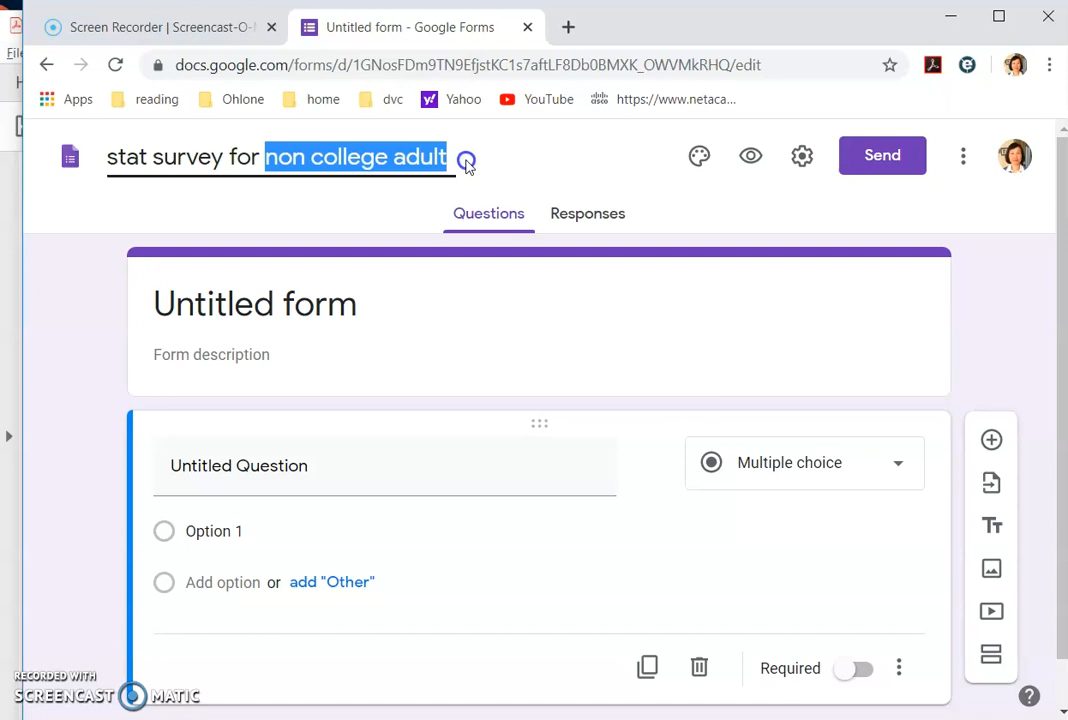 Screen Recorder | Screencast-O-
Untitled form - Google Forms
File
docs.google.com/forms/d/1GNosFDm9TN9EfjstKC1s7aftLF8Db0BMXK_OWVMkRHQ/edit
Apps reading Ohlone home dvc Yahoo YouTube https://www.netaca...
stat survey for non college adult
Send
Questions Responses
Untitled form
Form description
Untitled Question
Multiple choice
Option 1
Add option or add "Other"
Required
RECORDED WITH
SCREENCAST MATIC